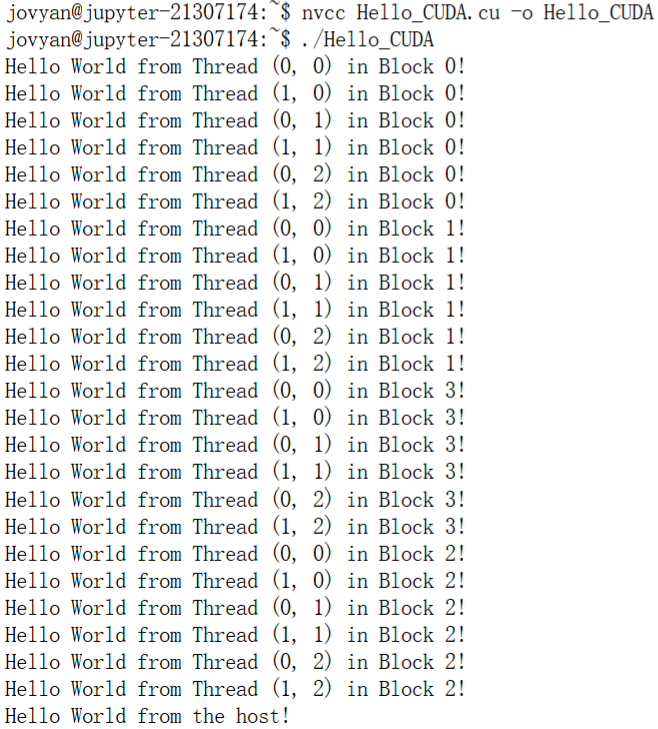 jovyan@jupyter-21307174:~$ nvcc Hello_CUDA.cu -o Hello_CUDA
jovyan@jupyter-21307174:~$ ./Hello_CUDA
Hello World from Thread (0, 0) in Block 0!
Hello World from Thread (1, 0) in Block 0!
Hello World from Thread (0, 1) in Block 0!
Hello World from Thread (1, 1) in Block 0!
Hello World from Thread (0, 2) in Block 0!
Hello World from Thread (1, 2) in Block 0!
Hello World from Thread (0, 0) in Block 1!
Hello World from Thread (1, 0) in Block 1!
Hello World from Thread (0, 1) in Block 1!
Hello World from Thread (1, 1) in Block 1!
Hello World from Thread (0, 2) in Block 1!
Hello World from Thread (1, 2) in Block 1!
Hello World from Thread (0, 0) in Block 3!
Hello World from Thread (1, 0) in Block 3!
Hello World from Thread (0, 1) in Block 3!
Hello World from Thread (1, 1) in Block 3!
Hello World from Thread (0, 2) in Block 3!
Hello World from Thread (1, 2) in Block 3!
Hello World from Thread (0, 0) in Block 2!
Hello World from Thread (1, 0) in Block 2!
Hello World from Thread (0, 1) in Block 2!
Hello World from Thread (1, 1) in Block 2!
Hello World from Thread (0, 2) in Block 2!
Hello World from Thread (1, 2) in Block 2!
Hello World from the host!